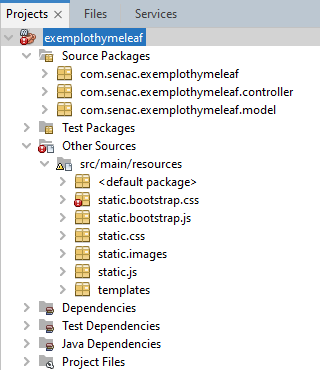 Projects × Files Services
exemplothymeleaf
Source Packages
com.senac.exemplothymeleaf
com.senac.exemplothymeleaf.controller
com.senac.exemplothymeleaf.model
Test Packages
Other Sources
src/main/resources
<default package>
static.bootstrap.css
static.bootstrap.js
static.css
static.images
static.js
templates
Dependencies
Test Dependencies
Java Dependencies
Project Files